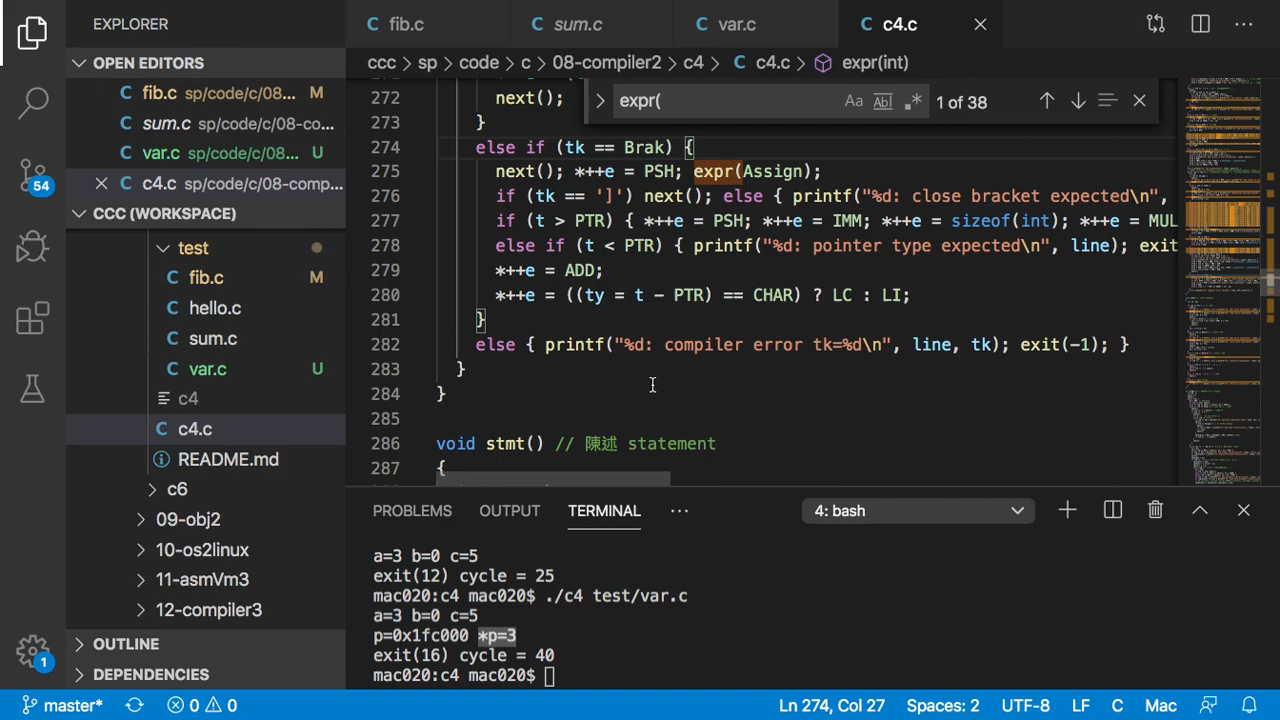 EXPLORER
fib.c
sum.c
var.c
c4.c
OPEN EDITORS
fib.c sp/code/c/08... M
sum.c sp/code/c/08-co...
var.c sp/code/c/08-... U
c4.c sp/code/c/08-comp...
CCC (WORKSPACE)
test
fib.c M
hello.c
sum.c
var.c U
c4
c4.c
README.md
c6
09-obj2
10-os2linux
11-asmVm3
12-compiler3
OUTLINE
DEPENDENCIES
54
1
ccc > sp > code > c > 08-compiler2 > c4 > c4.c > expr(int)
expr( Aa Abl .* 1 of 38
272 next();
273 }
274 else if (tk == Brak) {
275 next(); *++e = PSH; expr(Assign);
276 if (tk == ']') next(); else { printf("%d: close bracket expected\n",
277 if (t > PTR) { *++e = PSH; *++e = IMM; *++e = sizeof(int); *++e = MUL
278 else if (t < PTR) { printf("%d: pointer type expected\n", line); exit
279 *++e = ADD;
280 *++e = ((ty = t - PTR) == CHAR) ? LC : LI;
281 }
282 else { printf("%d: compiler error tk=%d\n", line, tk); exit(-1); }
283 }
284 }
285
286 void stmt() // 陳述 statement
287 {
PROBLEMS OUTPUT TERMINAL ··· 4: bash
a=3 b=0 c=5
exit(12) cycle = 25
mac020:c4 mac020$ ./c4 test/var.c
a=3 b=0 c=5
p=0x1fc000 *p=3
exit(16) cycle = 40
mac020:c4 mac020$
master* 0 0 Ln 274, Col 27 Spaces: 2 UTF-8 LF C Mac